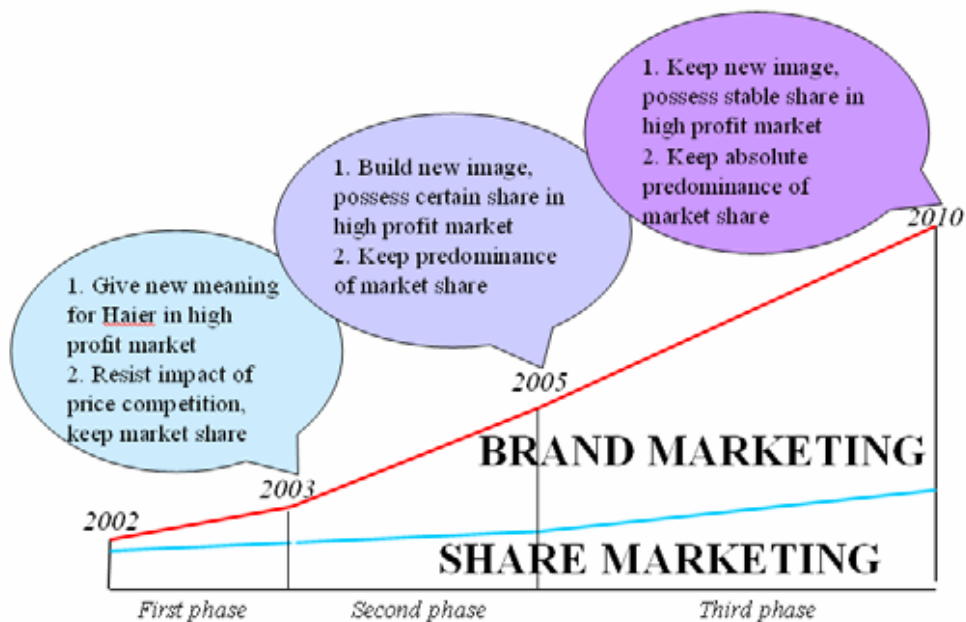 1. Keep new image,
possess stable share in
high profit market
2. Keep absolute
predominance of
market share
1. Build new image,
possess certain share in
high profit market
2. Keep predominance
of market share
1. Give new meaning
for Haier in high
profit market
2. Resist impact of
price competition,
keep market share
2010
2005
2003
2002
BRAND MARKETING
SHARE MARKETING
First phase
Second phase
Third phase